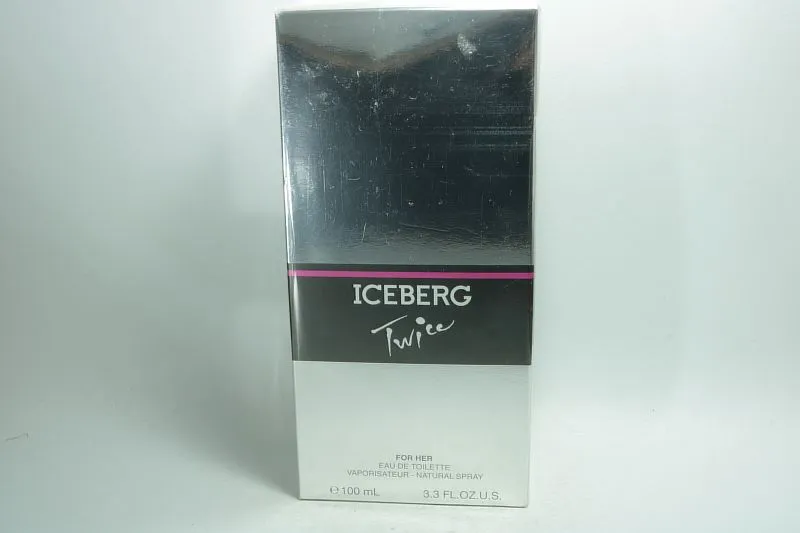 ICEBERG
Twice
FOR HER
EAU DE TOILETTE
VAPORISATEUR - NATURAL SPRAY
℮100 mL 3.3 FL.OZ.U.S.